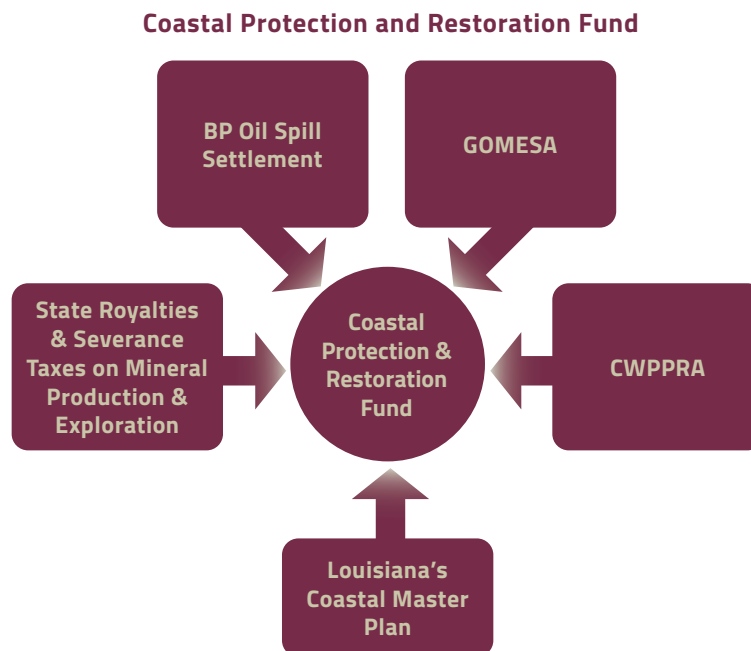 Coastal Protection and Restoration Fund
BP Oil Spill
Settlement
GOMESA
State Royalties
& Severance
Taxes on Mineral
Production &
Exploration
Coastal
Protection &
Restoration
Fund
CWPPRA
Louisiana’s
Coastal Master
Plan